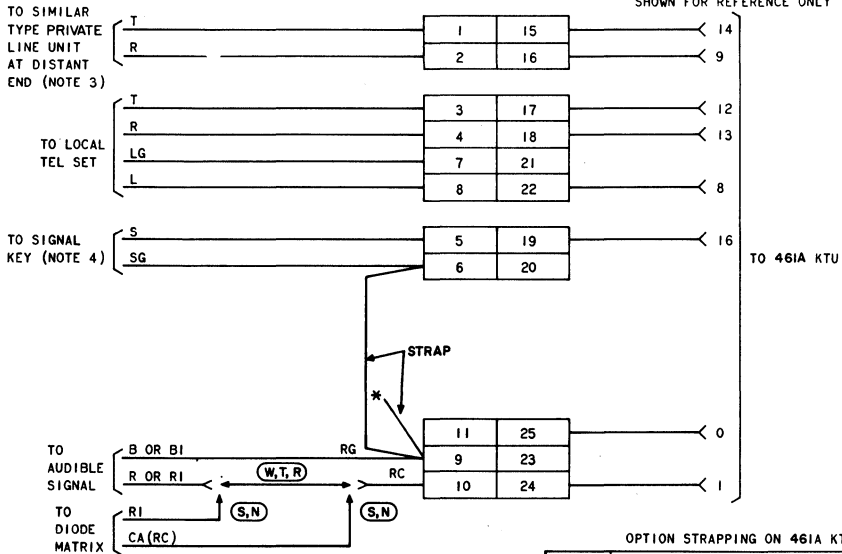 SHOWN FOR REFERENCE ONLY
TO SIMILAR
TYPE PRIVATE
LINE UNIT
AT DISTANT
END (NOTE 3)
T
1 15
14
R
2 16
9
TO LOCAL
TEL SET
T
3 17
12
R
4 18
13
LG
7 21
L
8 22
8
TO SIGNAL
KEY (NOTE 4)
S
5 19
16
SG
6 20
TO 461A KTU
STRAP
*
11 25
0
TO
AUDIBLE
SIGNAL
B OR B1
RG
9 23
R OR R1
W,T,R
RC
10 24
1
TO
DIODE
MATRIX
R1
S,N
S,N
CA(RC)
OPTION STRAPPING ON 461A KT